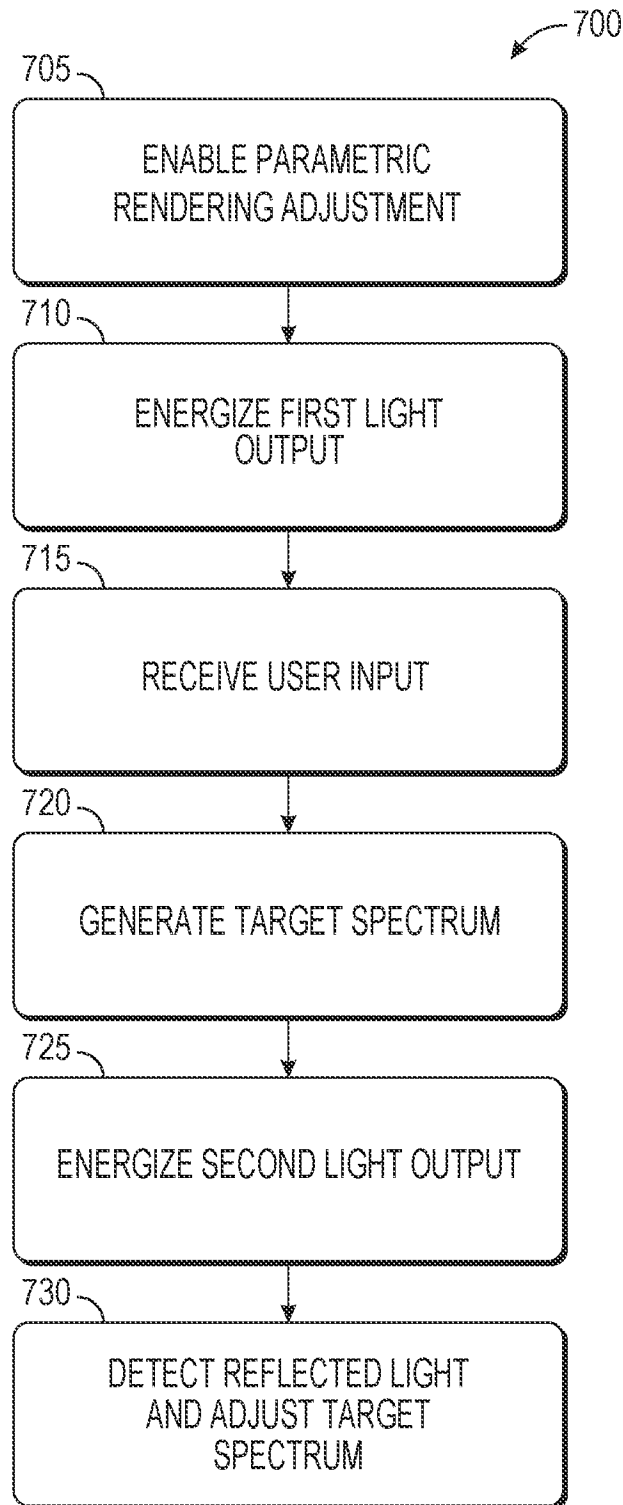 700
705
ENABLE PARAMETRIC
RENDERING ADJUSTMENT
710
ENERGIZE FIRST LIGHT
OUTPUT
715
RECEIVE USER INPUT
720
GENERATE TARGET SPECTRUM
725
ENERGIZE SECOND LIGHT OUTPUT
730
DETECT REFLECTED LIGHT
AND ADJUST TARGET
SPECTRUM